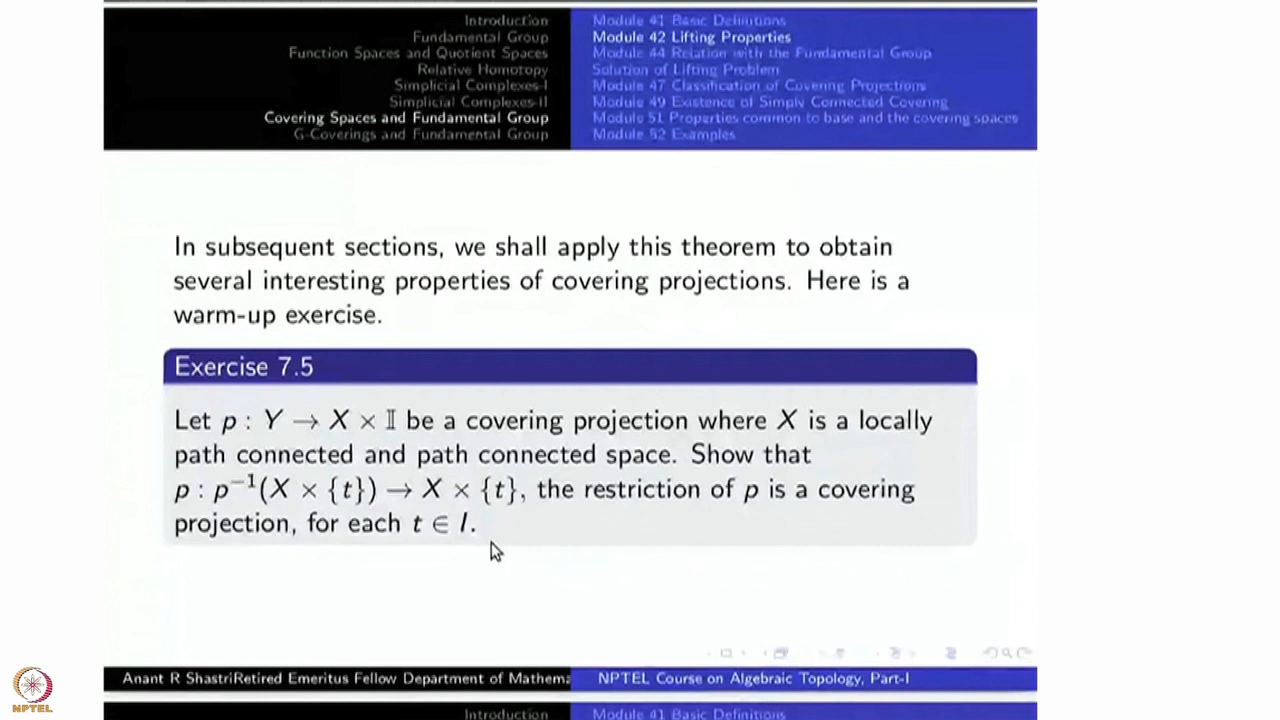 Introduction
Fundamental Group
Function Spaces and Quotient Spaces
Relative Homotopy
Simplicial Complexes-I
Simplicial Complexes-II
Covering Spaces and Fundamental Group
G-Coverings and Fundamental Group
Module 41 Basic Definitions
Module 42 Lifting Properties
Module 44 Relation with the Fundamental Group
Solution of Lifting Problem
Module 47 Classification of Covering Projections
Module 49 Existence of Simply Connected Covering
Module 51 Properties common to base and the covering spaces
Module 52 Examples
In subsequent sections, we shall apply this theorem to obtain
several interesting properties of covering projections. Here is a
warm-up exercise.
Exercise 7.5
Let p : Y → X × 𝕀 be a covering projection where X is a locally
path connected and path connected space. Show that
p : p⁻¹(X × {t}) → X × {t}, the restriction of p is a covering
projection, for each t ∈ I.
Anant R ShastriRetired Emeritus Fellow Department of Mathema
NPTEL Course on Algebraic Topology, Part-I
NPTEL
Introduction
Module 41 Basic Definitions